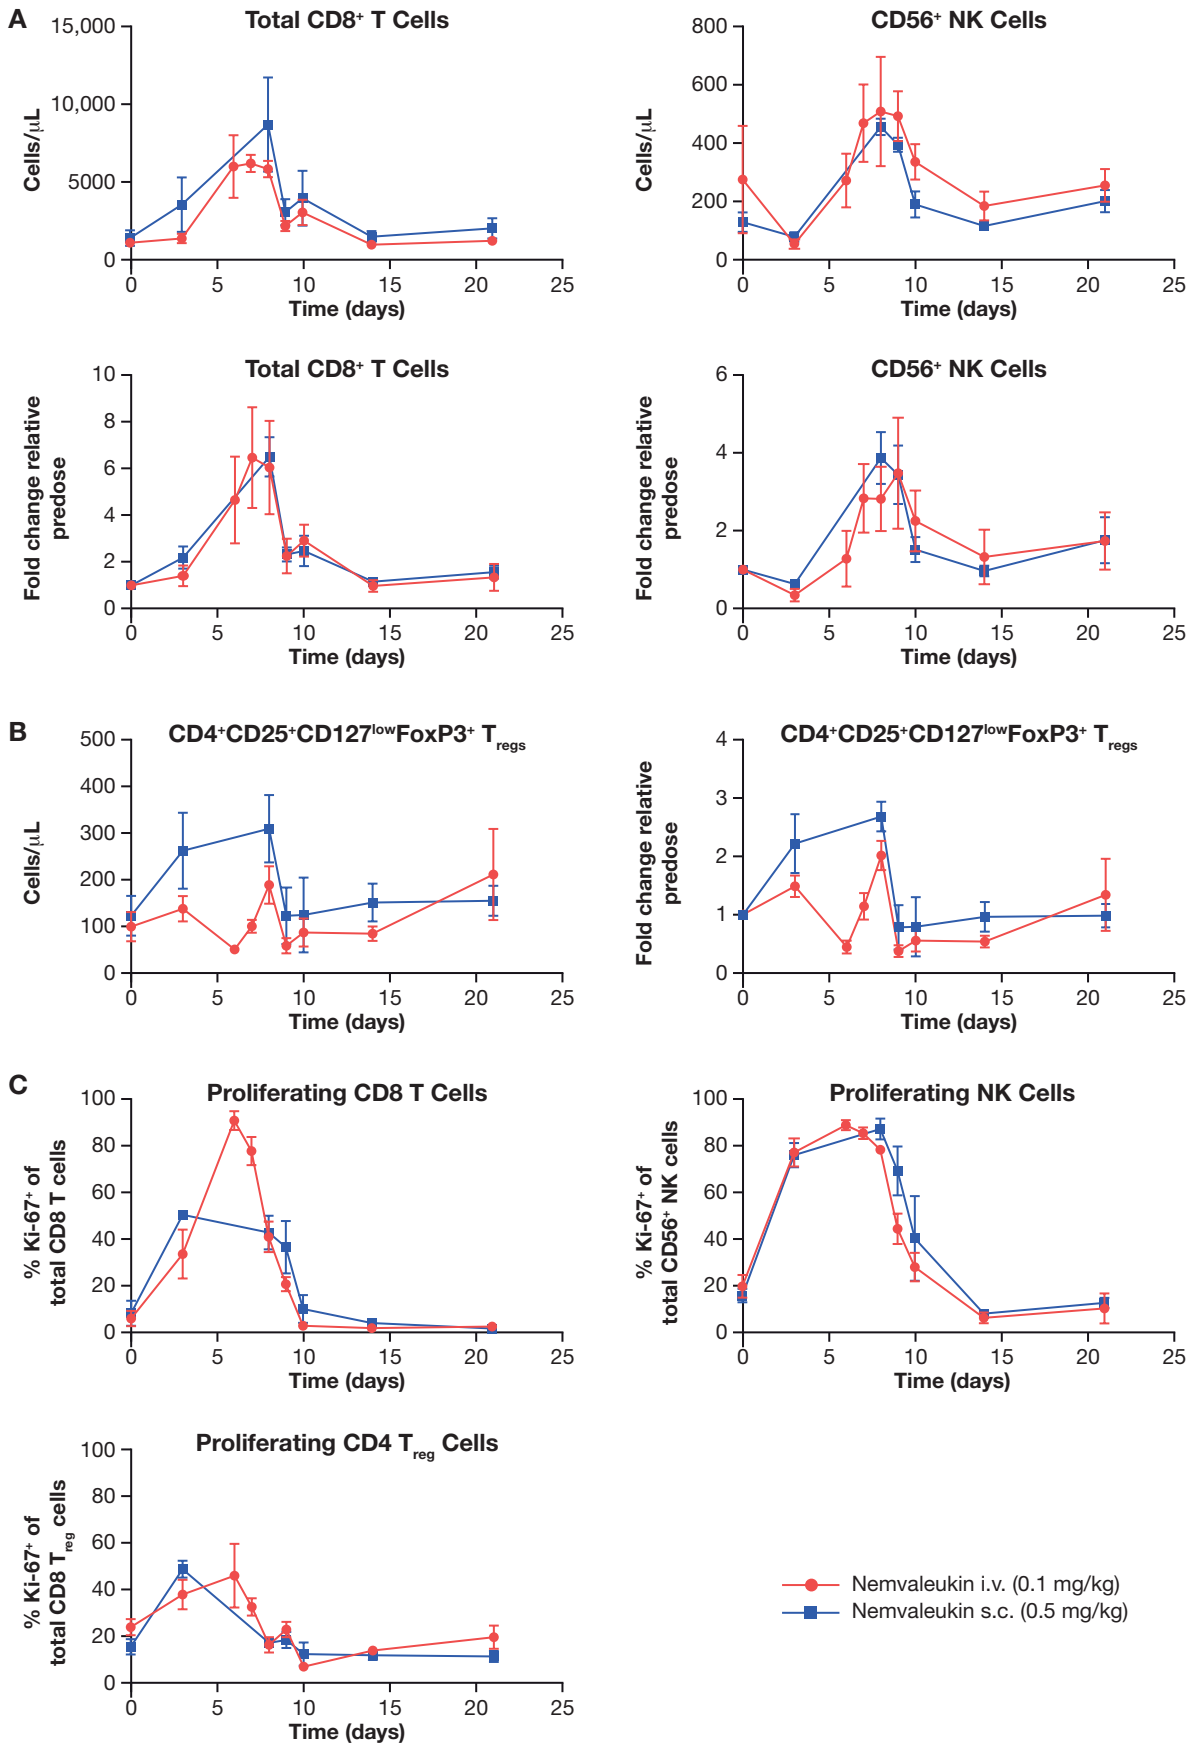 A
Total CD8⁺ T Cells
Cells/μL
15,000
10,000
5000
0
0 5 10 15 20 25
Time (days)
CD56⁺ NK Cells
Cells/μL
800
600
400
200
0
0 5 10 15 20 25
Time (days)
Total CD8⁺ T Cells
Fold change relative
predose
10
8
6
4
2
0
0 5 10 15 20 25
Time (days)
CD56⁺ NK Cells
Fold change relative
predose
6
4
2
0
0 5 10 15 20 25
Time (days)
B
CD4⁺CD25⁺CD127ˡᵒʷFoxP3⁺ T regs
Cells/μL
500
400
300
200
100
0
0 5 10 15 20 25
Time (days)
CD4⁺CD25⁺CD127ˡᵒʷFoxP3⁺ T regs
Fold change relative
predose
4
3
2
1
0
0 5 10 15 20 25
Time (days)
C
Proliferating CD8 T Cells
% Ki-67⁺ of
total CD8 T cells
100
80
60
40
20
0
0 5 10 15 20 25
Time (days)
Proliferating NK Cells
% Ki-67⁺ of
total CD56⁺ NK cells
100
80
60
40
20
0
0 5 10 15 20 25
Time (days)
Proliferating CD4 T reg Cells
% Ki-67⁺ of
total CD8 T reg cells
100
80
60
40
20
0
0 5 10 15 20 25
Time (days)
Nemvaleukin i.v. (0.1 mg/kg)
Nemvaleukin s.c. (0.5 mg/kg)